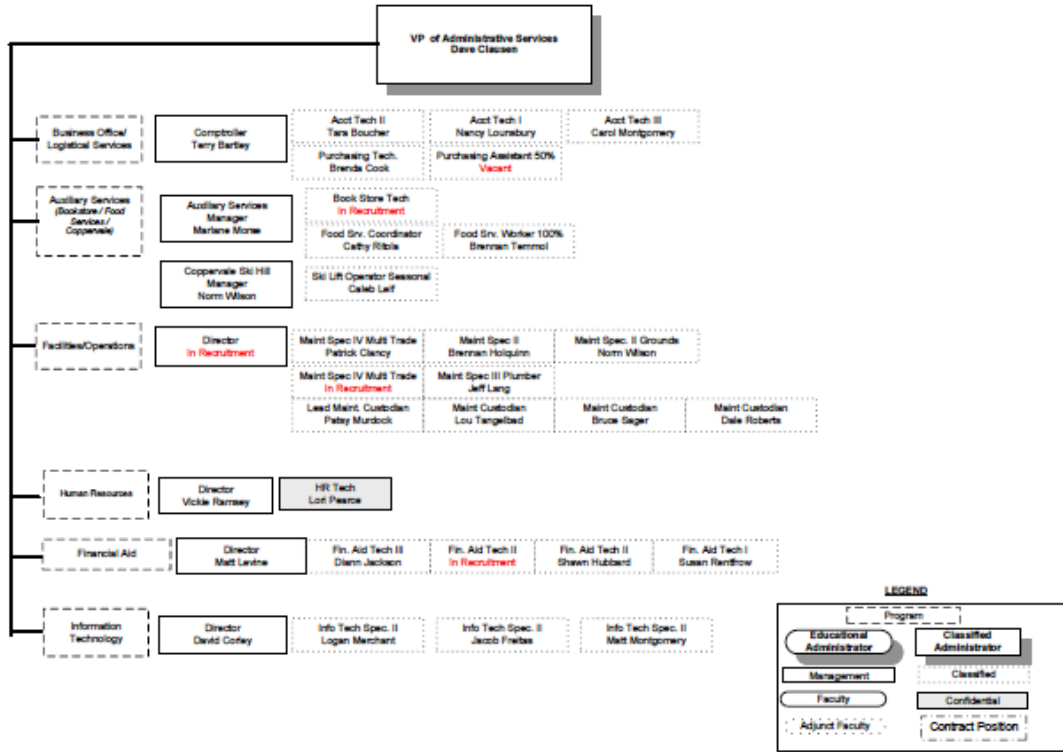 VP of Administrative Services
Dave Clausen
Business Office/
Logistical Services
Comptroller
Terry Bartley
Acct Tech II
Tara Boucher
Acct Tech I
Nancy Lounsbury
Acct Tech III
Carol Montgomery
Purchasing Tech.
Brenda Cook
Purchasing Assistant 50%
Vacant
Auxiliary Services
(Bookstore / Food
Services /
Coppervale)
Auxiliary Services
Manager
Marlane Morse
Book Store Tech
In Recruitment
Food Srv. Coordinator
Cathy Ritola
Food Srv. Worker 100%
Brennan Temmol
Coppervale Ski Hill
Manager
Norm Wilson
Ski Lift Operator Seasonal
Caleb Leif
Facilities/Operations
Director
In Recruitment
Maint Spec IV Multi Trade
Patrick Clancy
Maint Spec II
Brennan Holquinn
Maint Spec. II Grounds
Norm Wilson
Maint Spec IV Multi Trade
In Recruitment
Maint Spec III Plumber
Jeff Lang
Lead Maint. Custodian
Patsy Murdock
Maint Custodian
Lou Tangelbad
Maint Custodian
Bruce Sager
Maint Custodian
Dale Roberts
Human Resources
Director
Vickie Ramsey
HR Tech
Lori Pearce
Financial Aid
Director
Matt Levine
Fin. Aid Tech III
Diann Jackson
Fin. Aid Tech II
In Recruitment
Fin. Aid Tech II
Shawn Hubbard
Fin. Aid Tech I
Susan Rentfrow
Information
Technology
Director
David Corley
Info Tech Spec. II
Logan Merchant
Info Tech Spec. II
Jacob Freitas
Info Tech Spec. II
Matt Montgomery
LEGEND
Program
Educational
Administrator
Classified
Administrator
Management
Classified
Faculty
Confidential
Adjunct Faculty
Contract Position